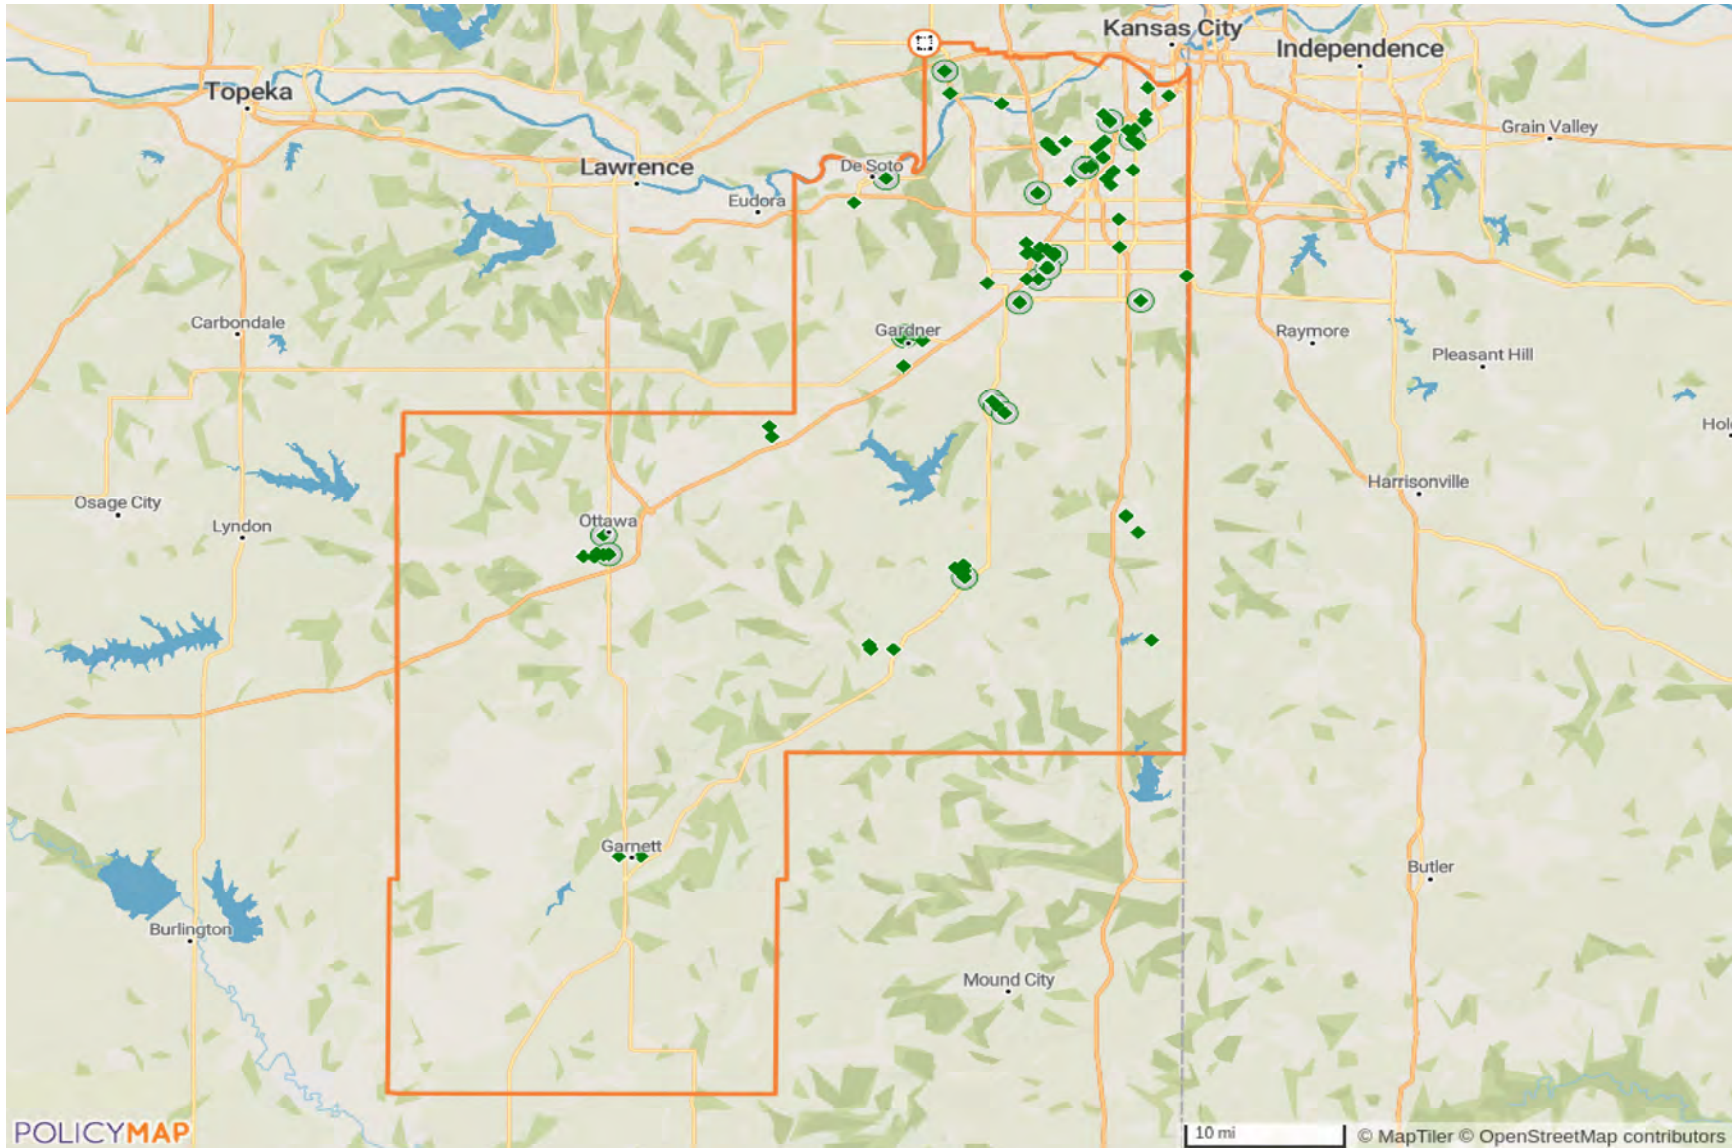 Kansas City
Independence
Topeka
Grain Valley
Lawrence
De Soto
Eudora
Carbondale
Gardner
Raymore
Pleasant Hill
Hol
Harrisonville
Osage City
Lyndon
Ottawa
Garnett
Butler
Burlington
Mound City
POLICYMAP
10 mi
© MapTiler © OpenStreetMap contributors